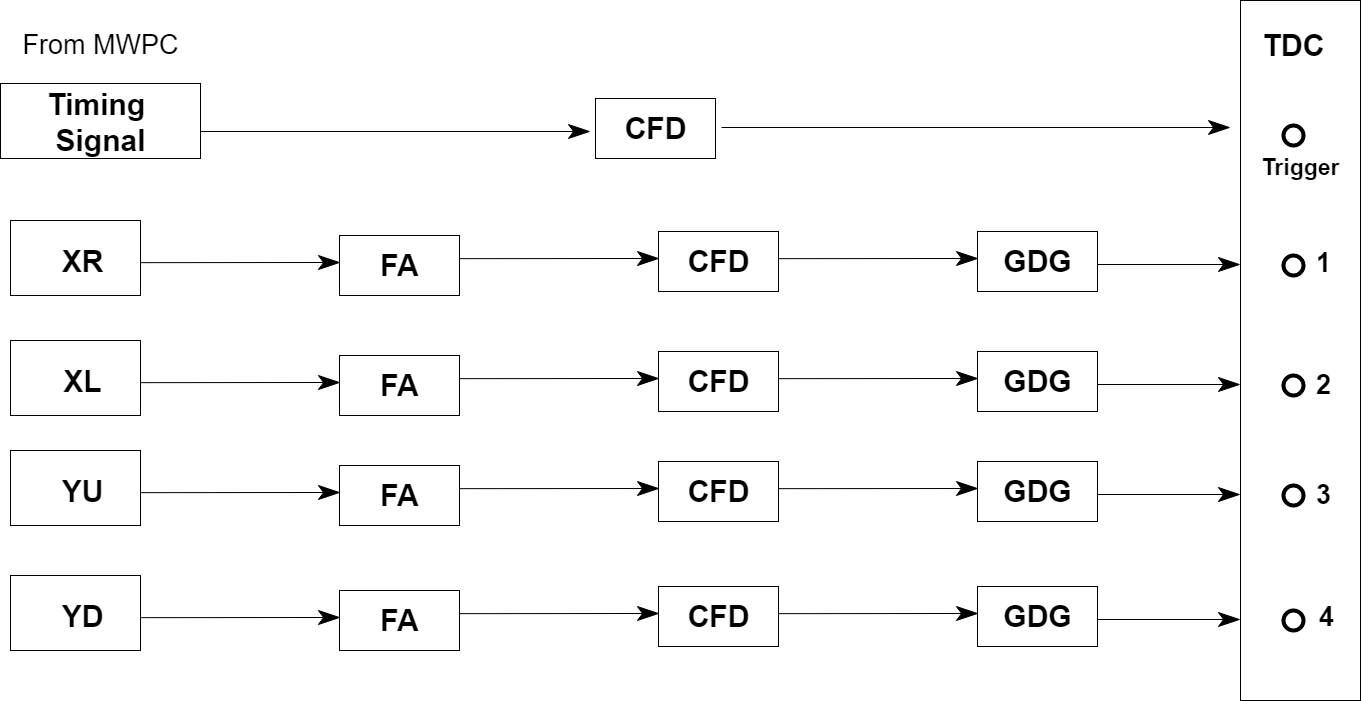 From MWPC
TDC
Timing
Signal
CFD
Trigger
XR
FA
CFD
GDG
1
XL
FA
CFD
GDG
2
YU
FA
CFD
GDG
3
YD
FA
CFD
GDG
4